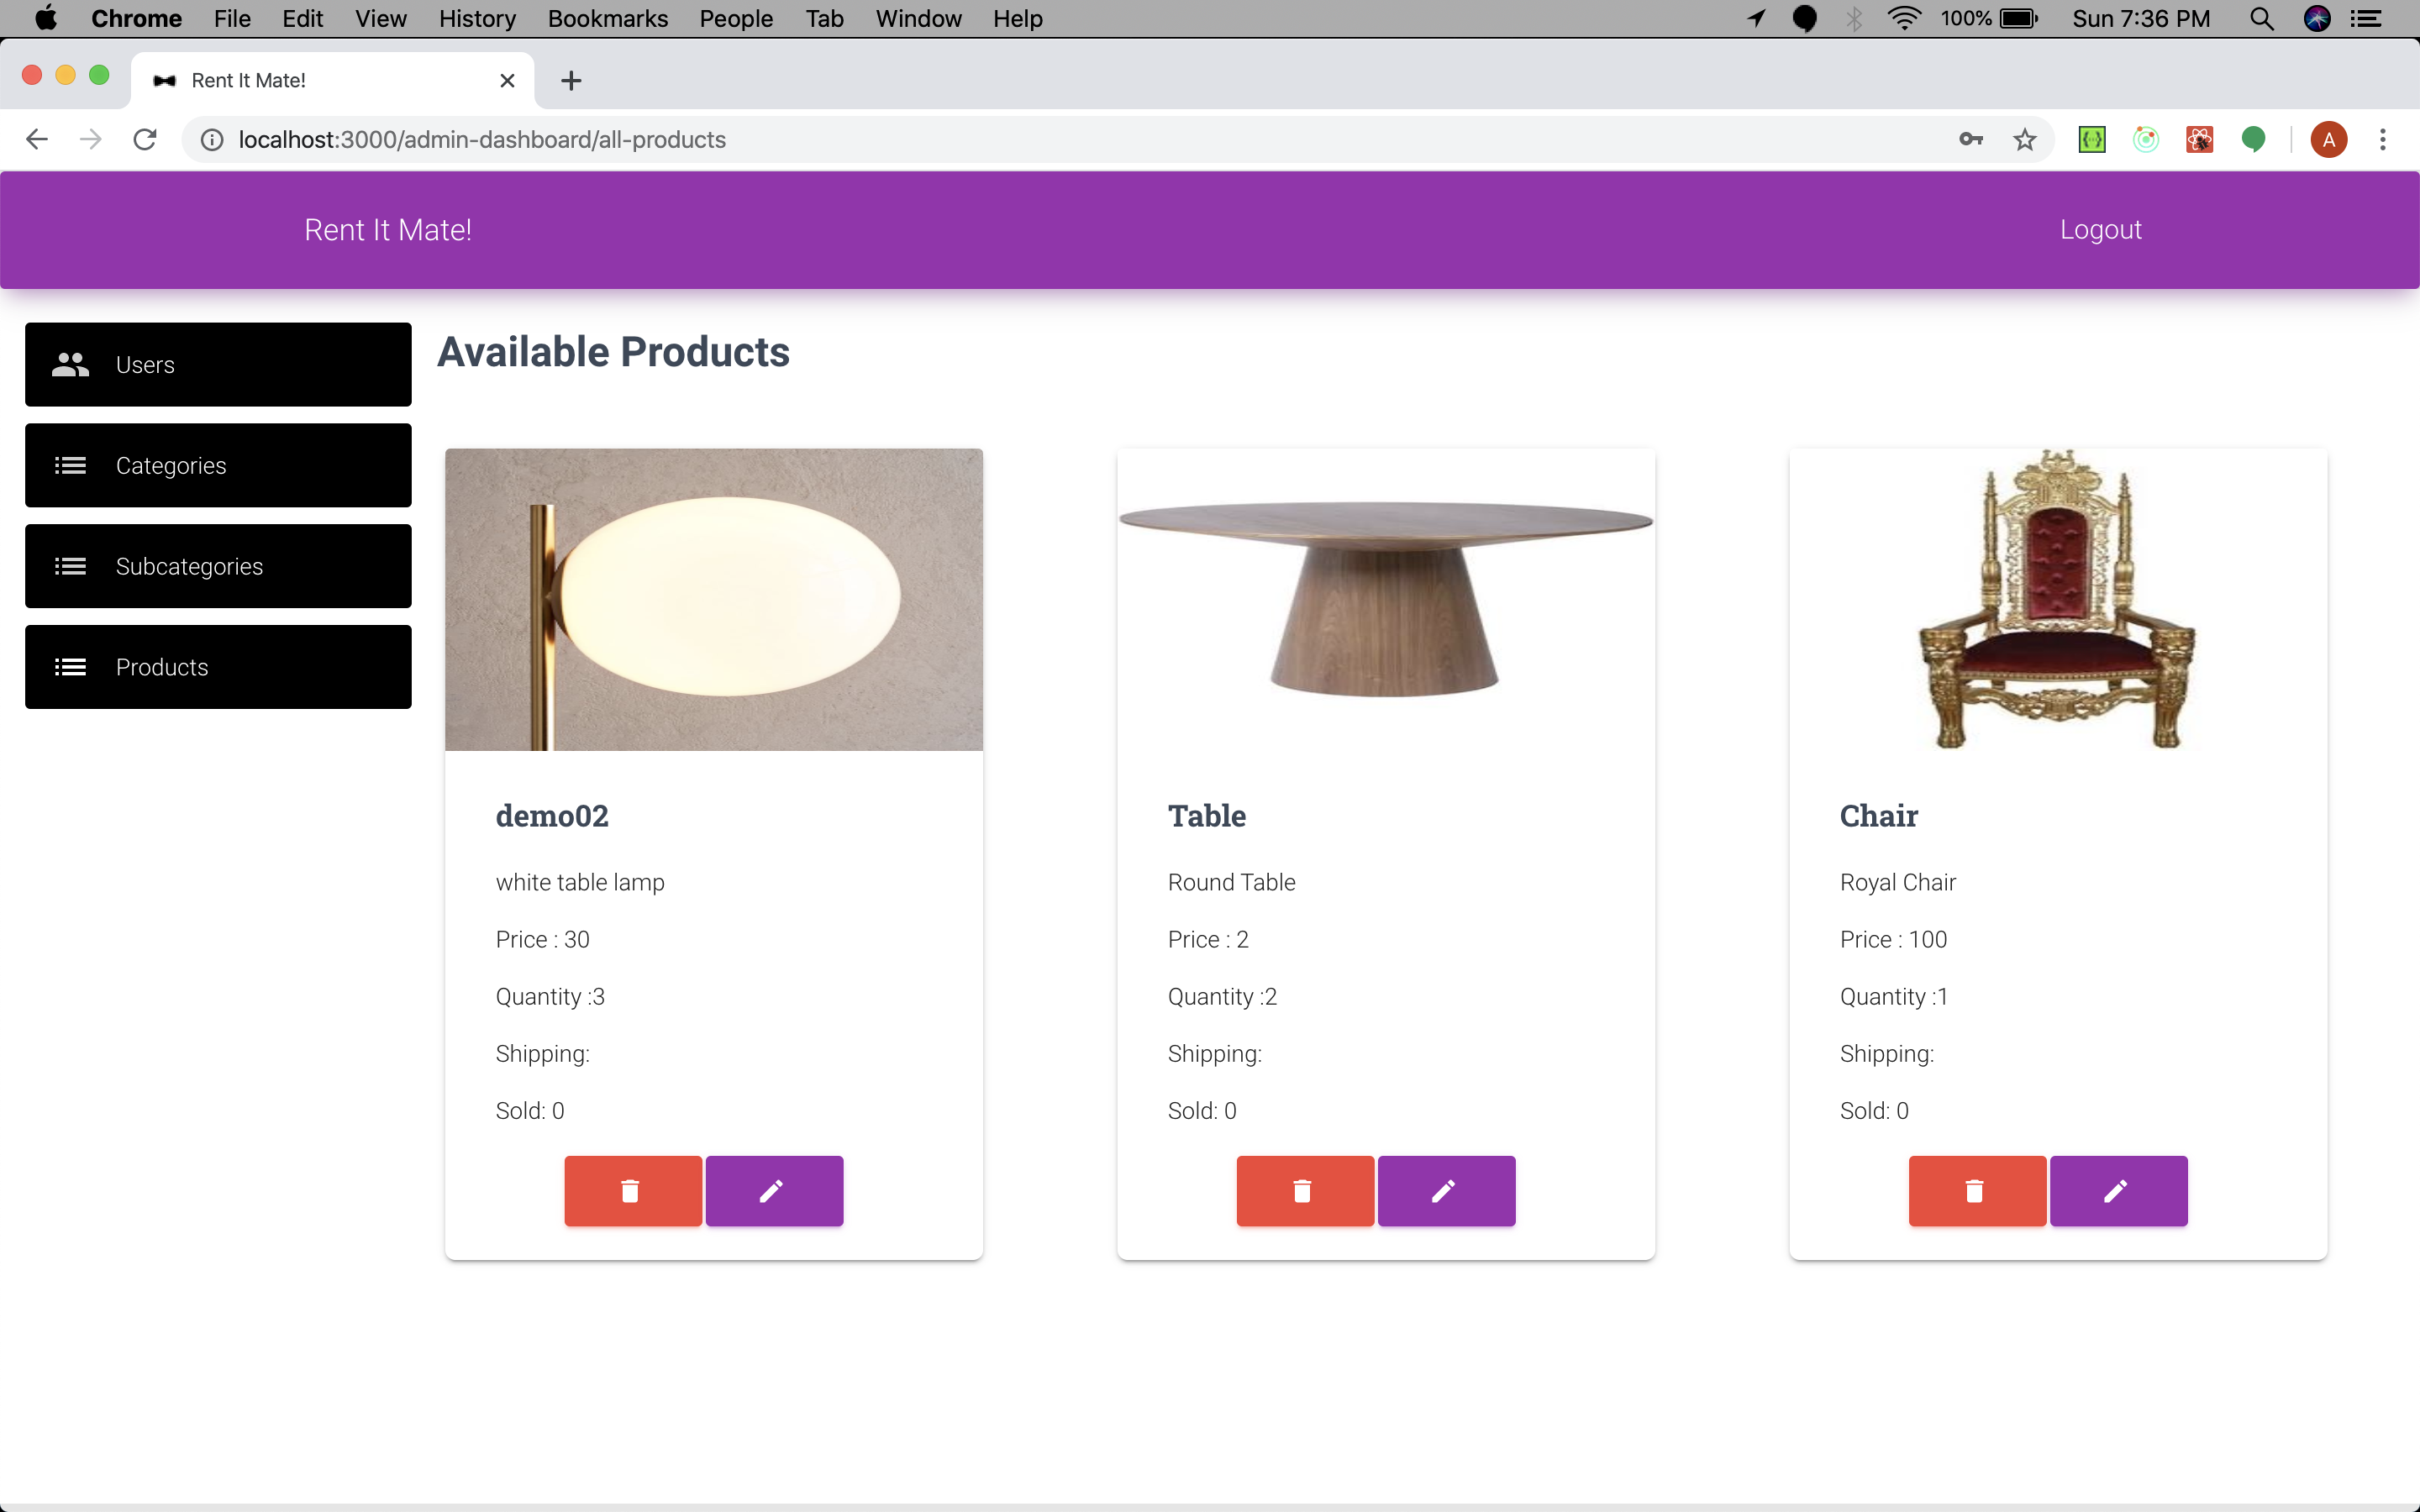 Chrome File Edit View History Bookmarks People Tab Window Help 100% Sun 7:36 PM
Rent It Mate!
localhost:3000/admin-dashboard/all-products A
Rent It Mate! Logout
Users
Categories
Subcategories
Products
Available Products
demo02
white table lamp
Price : 30
Quantity :3
Shipping:
Sold: 0
Table
Round Table
Price : 2
Quantity :2
Shipping:
Sold: 0
Chair
Royal Chair
Price : 100
Quantity :1
Shipping:
Sold: 0